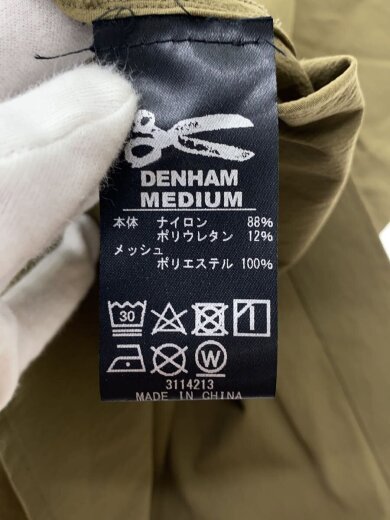 DENHAM
MEDIUM
本体 ナイロン 88%
ポリウレタン 12%
メッシュ
ポリエステル 100%
30
W
3114213
MADE IN CHINA